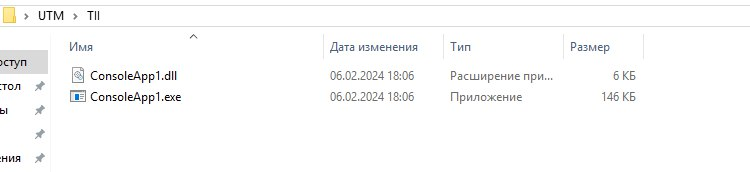 UTM > TII
Имя Дата изменения Тип Размер
оступ
ConsoleApp1.dll 06.02.2024 18:06 Расширение при... 6 КБ
стол
ConsoleApp1.exe 06.02.2024 18:06 Приложение 146 КБ
ы
ения